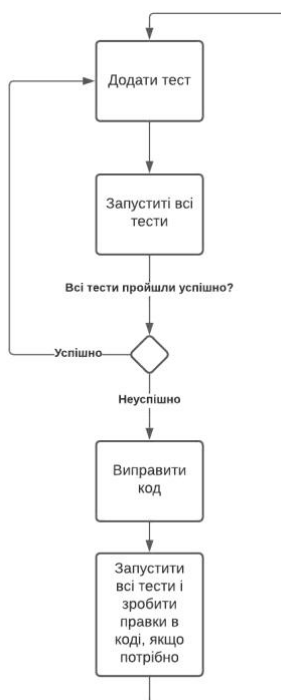 Додати тест
Запуститі всі
тести
Всі тести пройшли успішно?
Успішно
Неуспішно
Виправити
код
Запустити
всі тести і
зробити
правки в
коді, якщо
потрібно